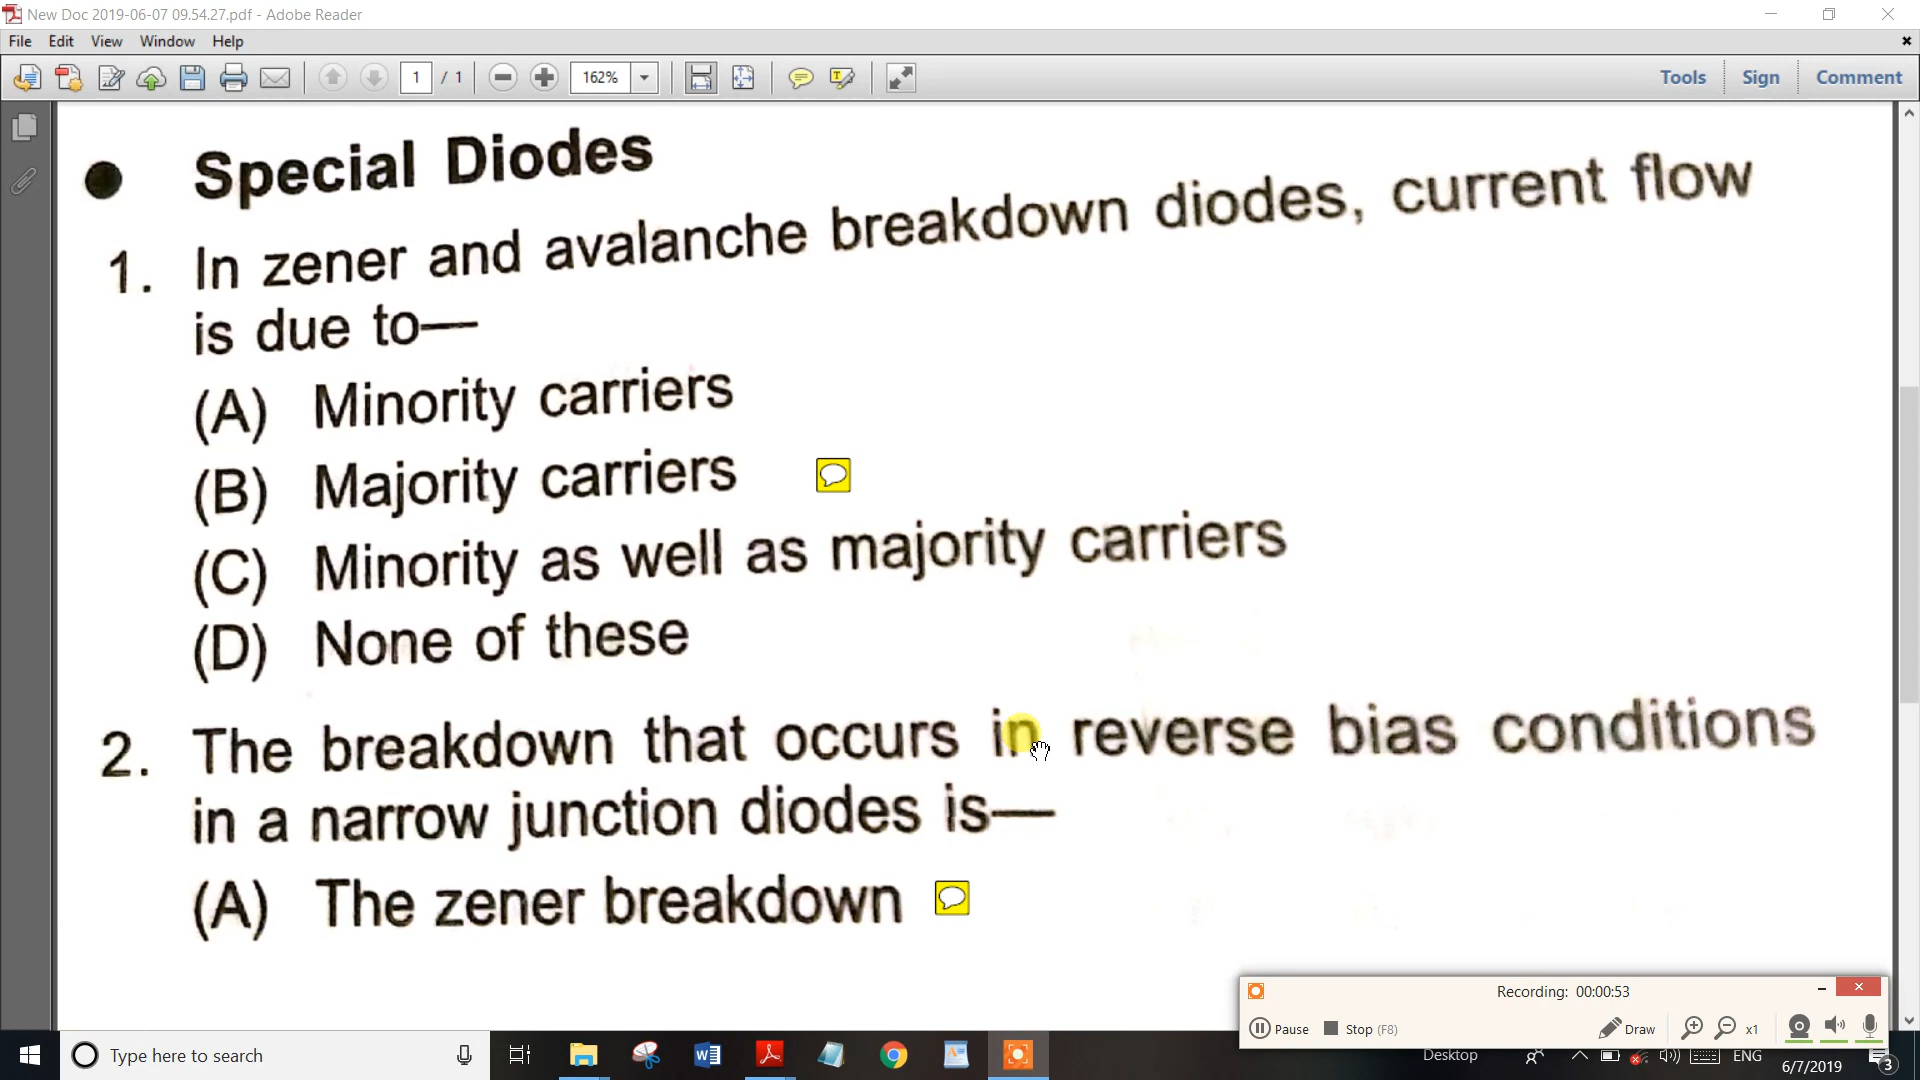 New Doc 2019-06-07 09.54.27.pdf - Adobe Reader
File Edit View Window Help
1 / 1 162% Tools Sign Comment
Special Diodes
1. In zener and avalanche breakdown diodes, current flow
is due to—
(A) Minority carriers
(B) Majority carriers
(C) Minority as well as majority carriers
(D) None of these
2. The breakdown that occurs in reverse bias conditions
in a narrow junction diodes is—
(A) The zener breakdown
Recording: 00:00:53
Pause Stop (F8) Draw x1
Type here to search
Desktop ENG
6/7/2019 3